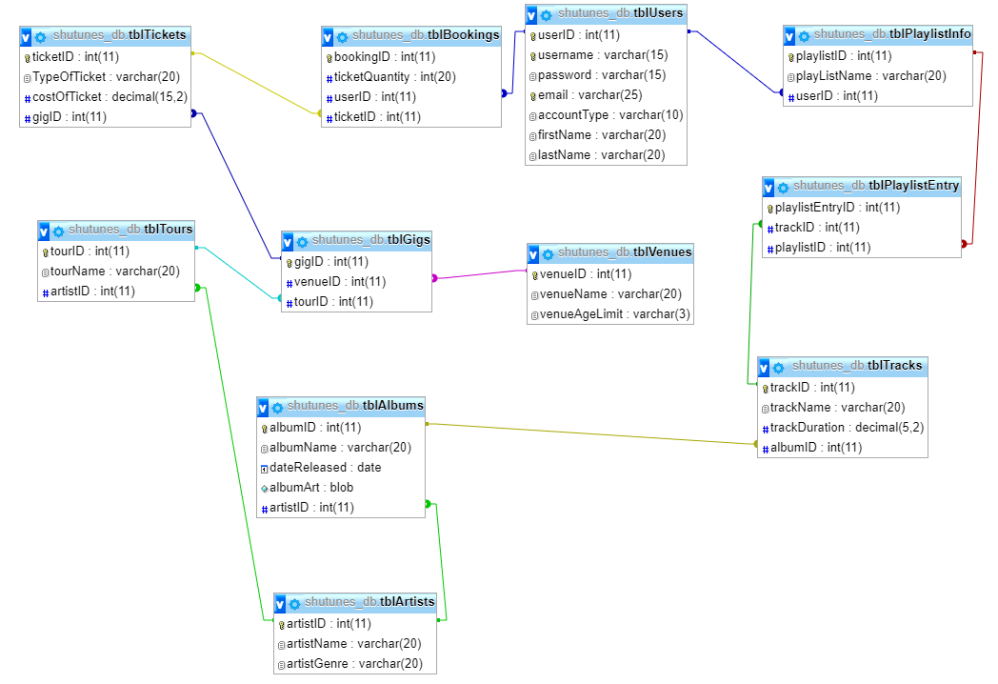 shutunes_db.tblTickets
ticketID : int(11)
TypeOfTicket : varchar(20)
costOfTicket : decimal(15,2)
gigID : int(11)
shutunes_db.tblBookings
bookingID : int(11)
ticketQuantity : int(20)
userID : int(11)
ticketID : int(11)
shutunes_db.tblUsers
userID : int(11)
username : varchar(15)
password : varchar(15)
email : varchar(25)
accountType : varchar(10)
firstName : varchar(20)
lastName : varchar(20)
shutunes_db.tblPlaylistInfo
playlistID : int(11)
playListName : varchar(20)
userID : int(11)
shutunes_db.tblPlaylistEntry
playlistEntryID : int(11)
trackID : int(11)
playlistID : int(11)
shutunes_db.tblTours
tourID : int(11)
tourName : varchar(20)
artistID : int(11)
shutunes_db.tblGigs
gigID : int(11)
venueID : int(11)
tourID : int(11)
shutunes_db.tblVenues
venueID : int(11)
venueName : varchar(20)
venueAgeLimit : varchar(3)
shutunes_db.tblTracks
trackID : int(11)
trackName : varchar(20)
trackDuration : decimal(5,2)
albumID : int(11)
shutunes_db.tblAlbums
albumID : int(11)
albumName : varchar(20)
dateReleased : date
albumArt : blob
artistID : int(11)
shutunes_db.tblArtists
artistID : int(11)
artistName : varchar(20)
artistGenre : varchar(20)